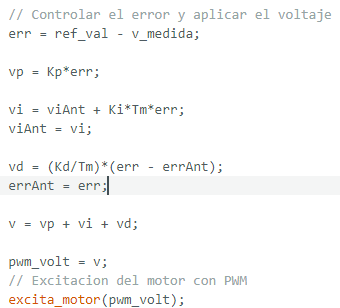 // Controlar el error y aplicar el voltaje
err = ref_val - v_medida;
vp = Kp*err;
vi = viAnt + Ki*Tm*err;
viAnt = vi;
vd = (Kd/Tm)*(err - errAnt);
errAnt = err;
v = vp + vi + vd;
pwm_volt = v;
// Excitacion del motor con PWM
excita_motor(pwm_volt);